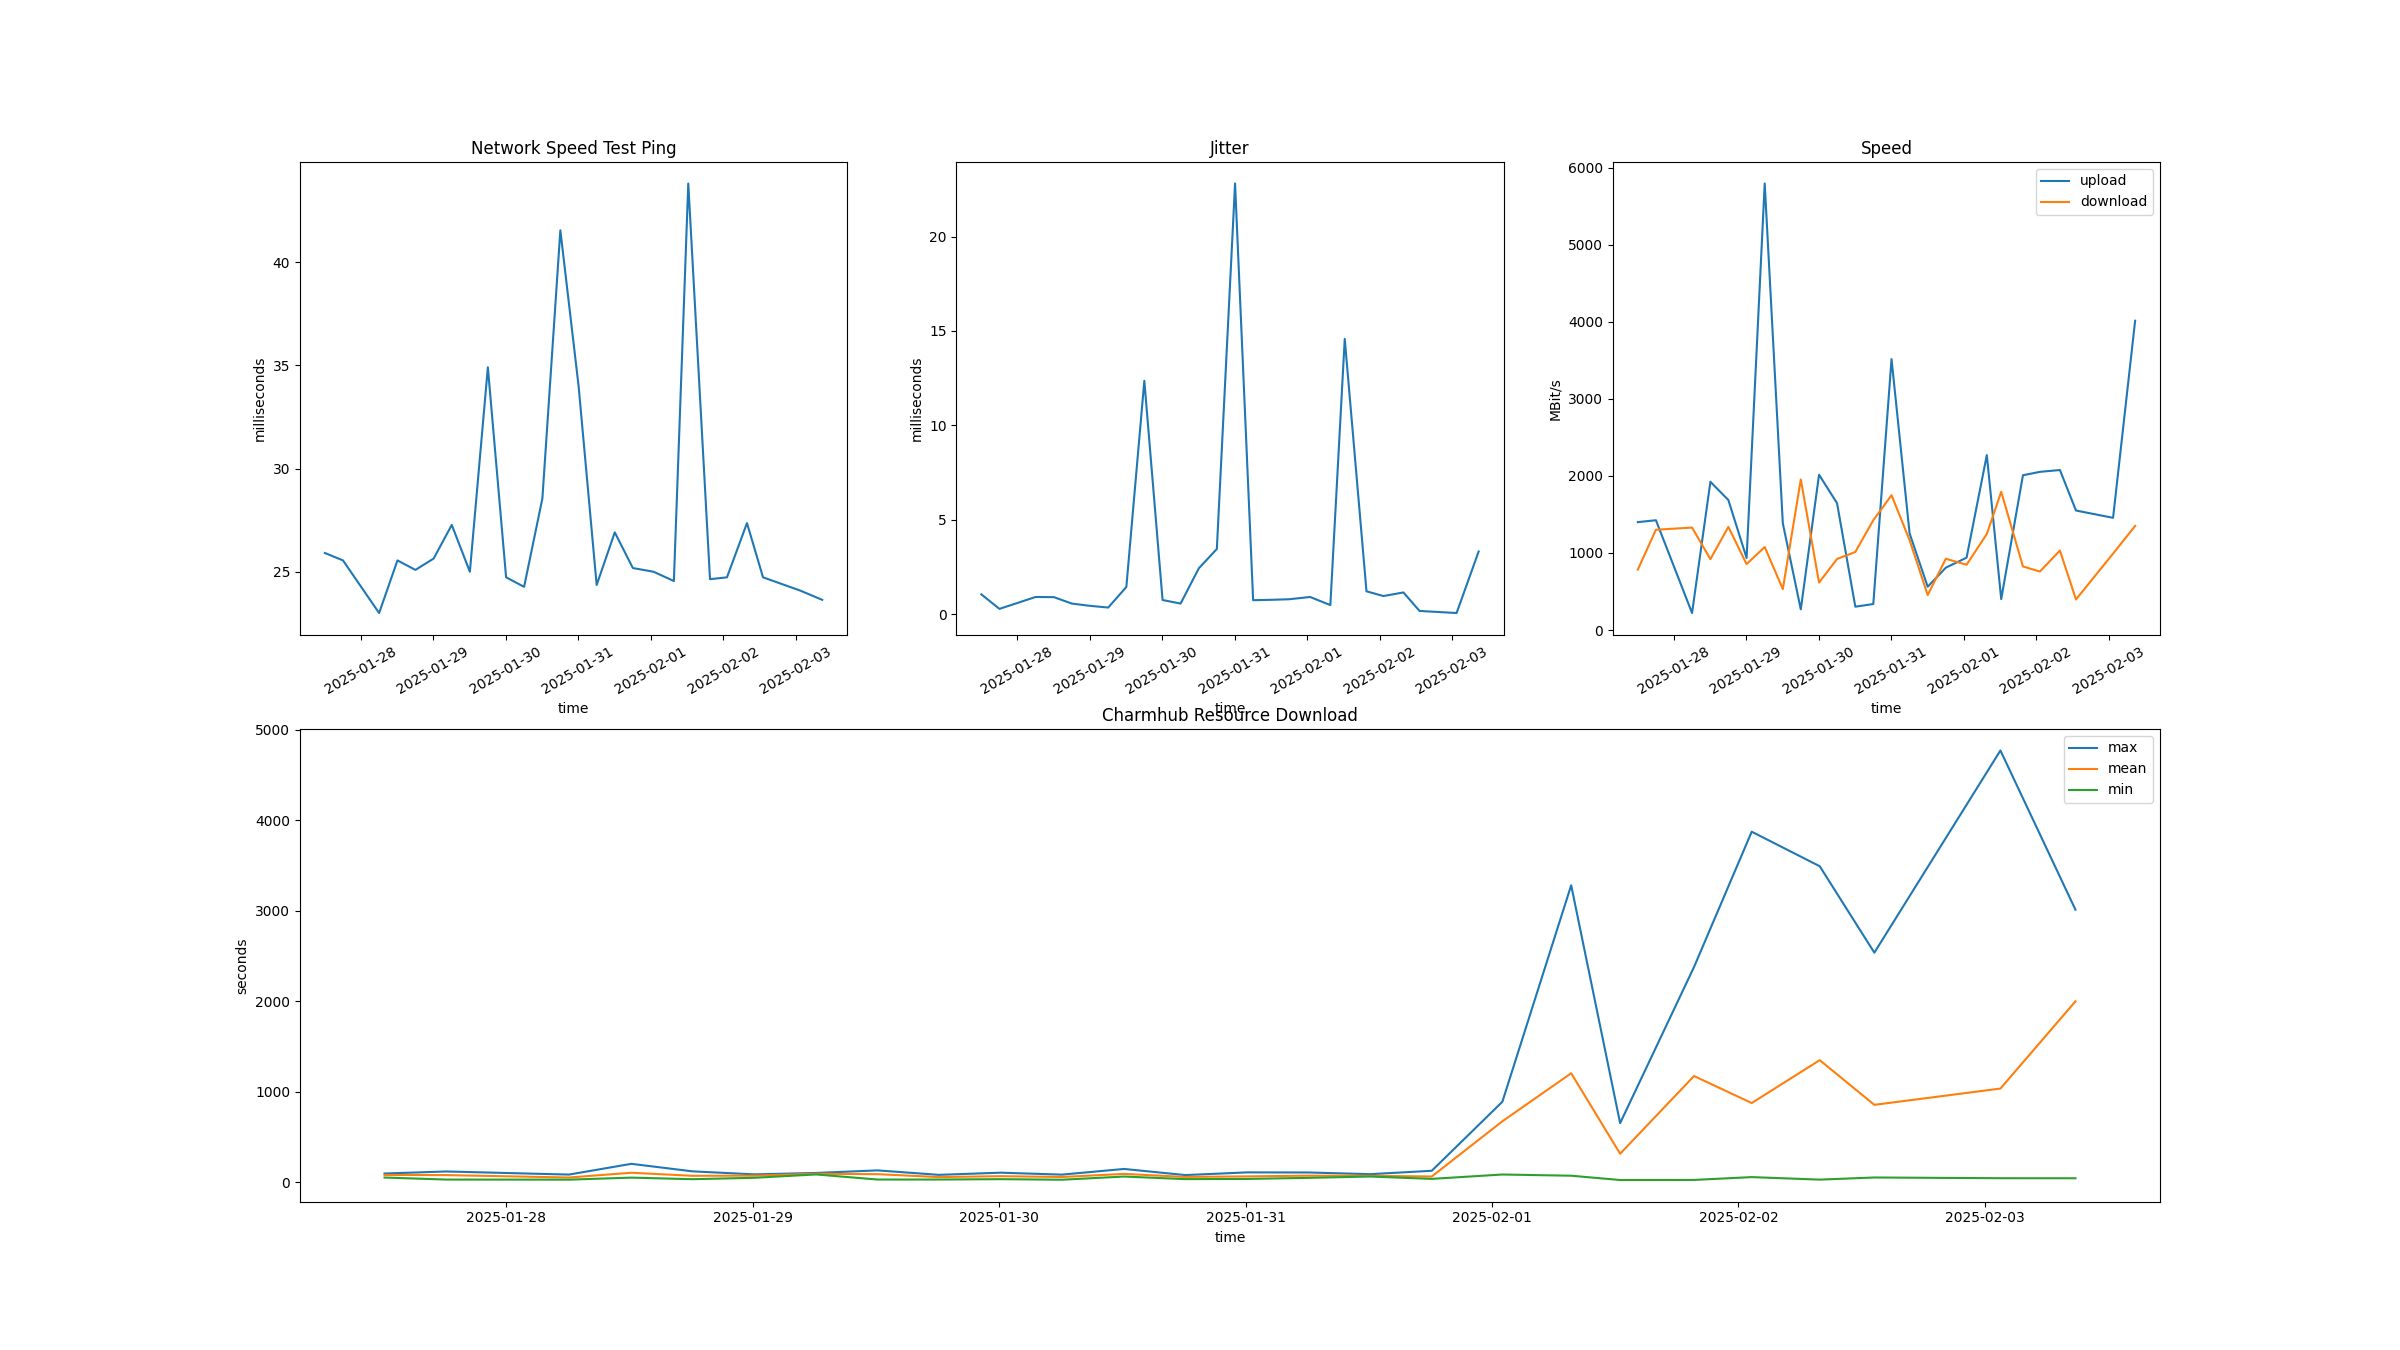 Network Speed Test Ping
40
35
30
25
milliseconds
2025-01-28
2025-01-29
2025-01-30
2025-01-31
2025-02-01
2025-02-02
2025-02-03
time
Jitter
20
15
10
5
0
milliseconds
2025-01-28
2025-01-29
2025-01-30
2025-01-31
2025-02-01
2025-02-02
2025-02-03
time
Speed
upload
download
6000
5000
4000
3000
2000
1000
0
MBit/s
2025-01-28
2025-01-29
2025-01-30
2025-01-31
2025-02-01
2025-02-02
2025-02-03
time
Charmhub Resource Download
max
mean
min
5000
4000
3000
2000
1000
0
seconds
2025-01-28
2025-01-29
2025-01-30
2025-01-31
2025-02-01
2025-02-02
2025-02-03
time